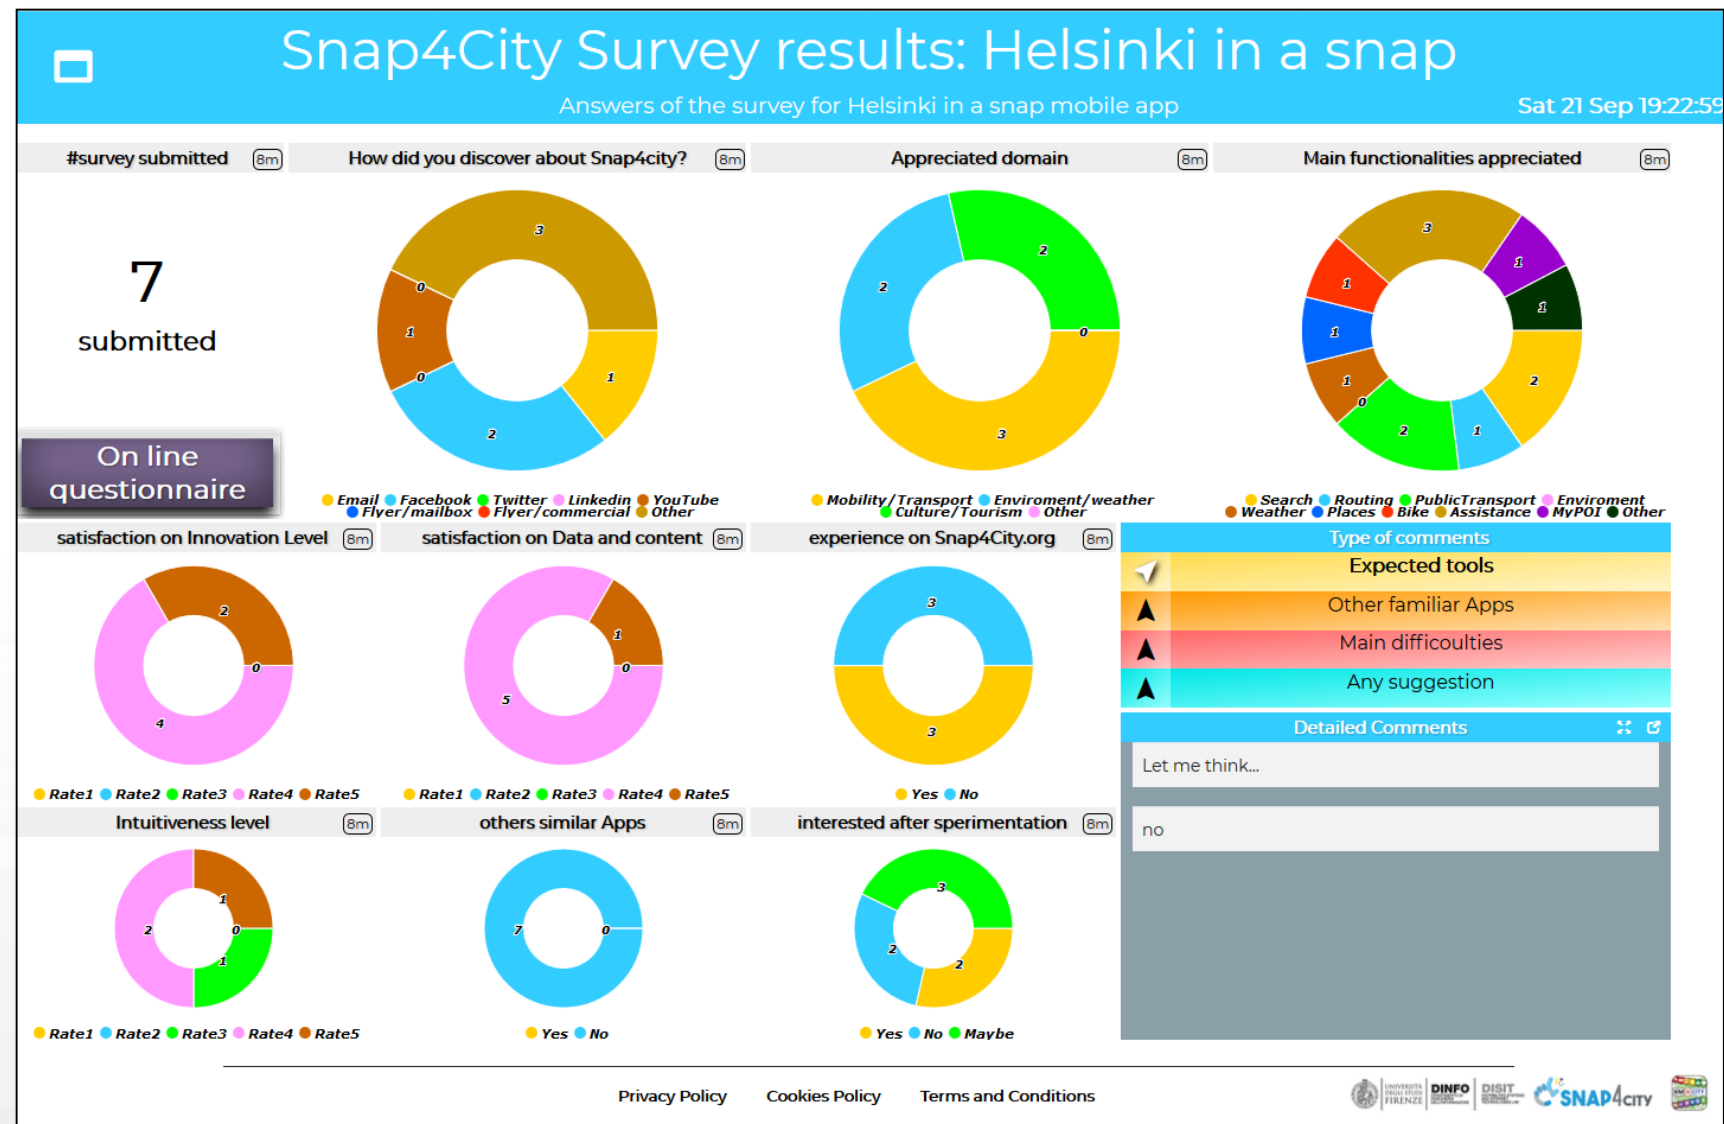 Snap4City Survey results: Helsinki in a snap
Answers of the survey for Helsinki in a snap mobile app
Sat 21 Sep 19:22:59
#survey submitted 8m
How did you discover about Snap4city? 8m
Appreciated domain 8m
Main functionalities appreciated 8m
7
submitted
On line
questionnaire
3
0
1
0
2
1
Email Facebook Twitter Linkedin YouTube
Flyer/mailbox Flyer/commercial Other
2
2
0
3
Mobility/Transport Enviroment/weather
Culture/Tourism Other
3
1
1
1
1
1
0
2
1
2
Search Routing PublicTransport Enviroment
Weather Places Bike Assistance MyPOI Other
satisfaction on Innovation Level 8m
2
0
4
Rate1 Rate2 Rate3 Rate4 Rate5
satisfaction on Data and content 8m
1
0
5
Rate1 Rate2 Rate3 Rate4 Rate5
experience on Snap4City.org 8m
3
3
Yes No
Type of comments
Expected tools
Other familiar Apps
Main difficoulties
Any suggestion
Detailed Comments
Let me think...
no
Intuitiveness level 8m
1
2
0
1
Rate1 Rate2 Rate3 Rate4 Rate5
others similar Apps 8m
7
0
Yes No
interested after sperimentation 8m
3
2
2
Yes No Maybe
Privacy Policy Cookies Policy Terms and Conditions
UNIVERSITÀ
DEGLI STUDI
FIRENZE
DINFO
DISIT
SNAP4CITY